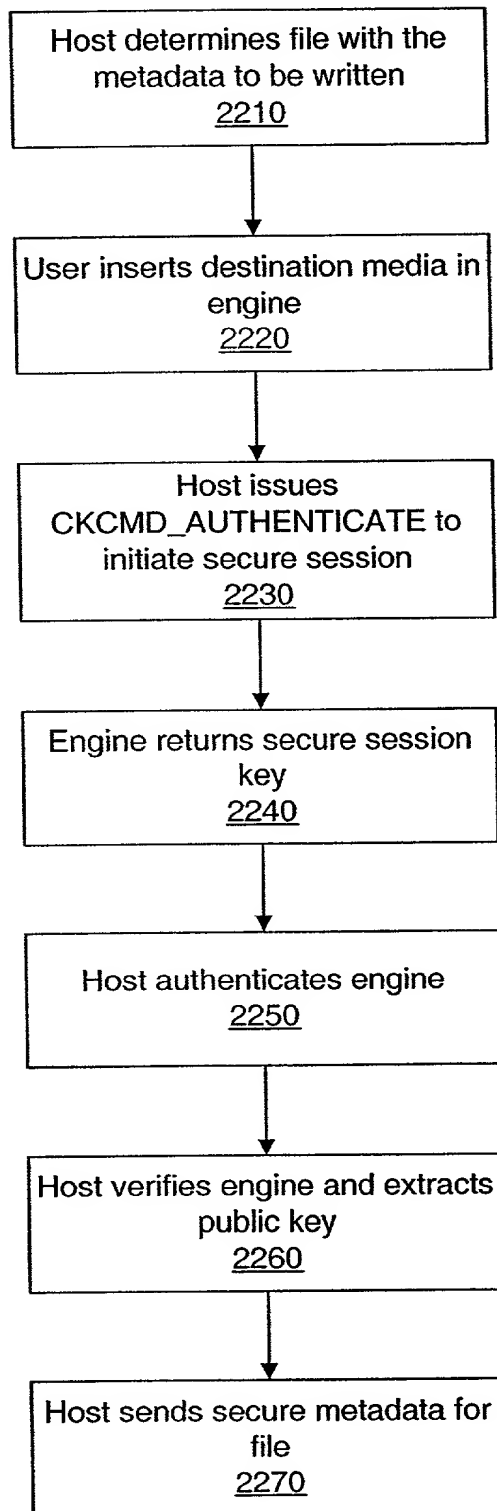 Host determines file with the
metadata to be written
2210
User inserts destination media in
engine
2220
Host issues
CKCMD_AUTHENTICATE to
initiate secure session
2230
Engine returns secure session
key
2240
Host authenticates engine
2250
Host verifies engine and extracts
public key
2260
Host sends secure metadata for
file
2270